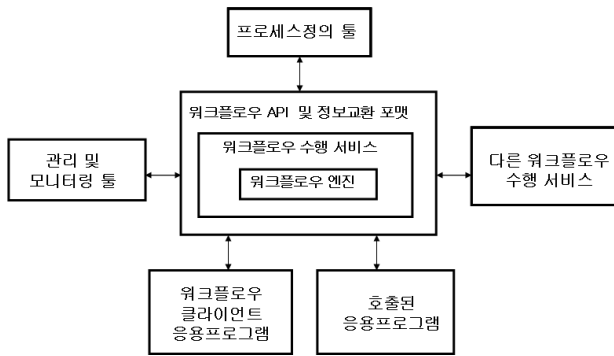 프로세스정의 툴
워크플로우 API 및 정보교환 포맷
워크플로우 수행 서비스
워크플로우 엔진
관리 및
모니터링 툴
다른 워크플로우
수행 서비스
워크플로우
클라이언트
응용프로그램
호출된
응용프로그램